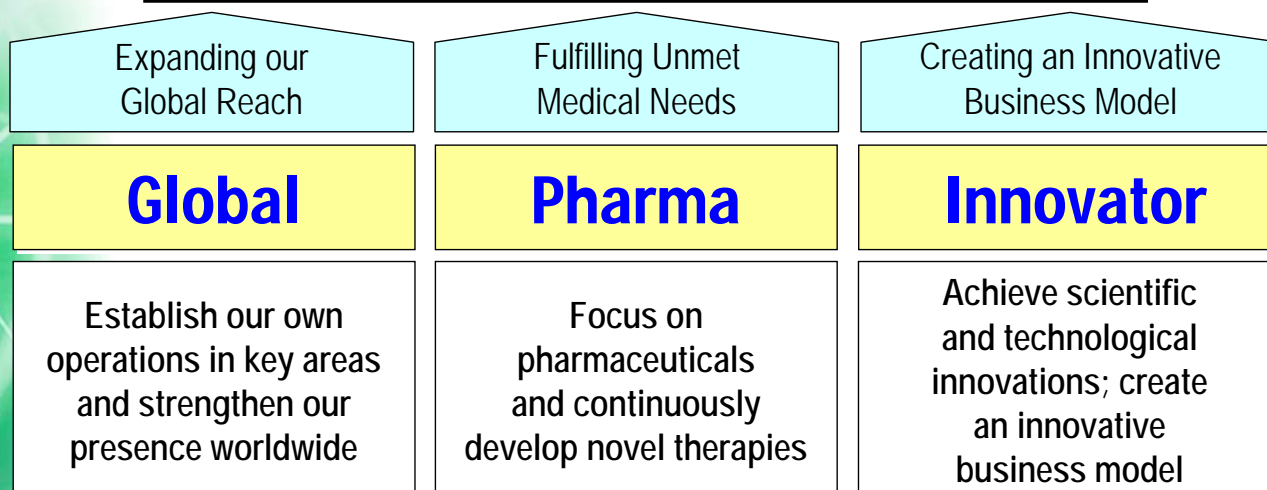 Expanding our
Global Reach
Fulfilling Unmet
Medical Needs
Creating an Innovative
Business Model
Global
Pharma
Innovator
Establish our own
operations in key areas
and strengthen our
presence worldwide
Focus on
pharmaceuticals
and continuously
develop novel therapies
Achieve scientific
and technological
innovations; create
an innovative
business model